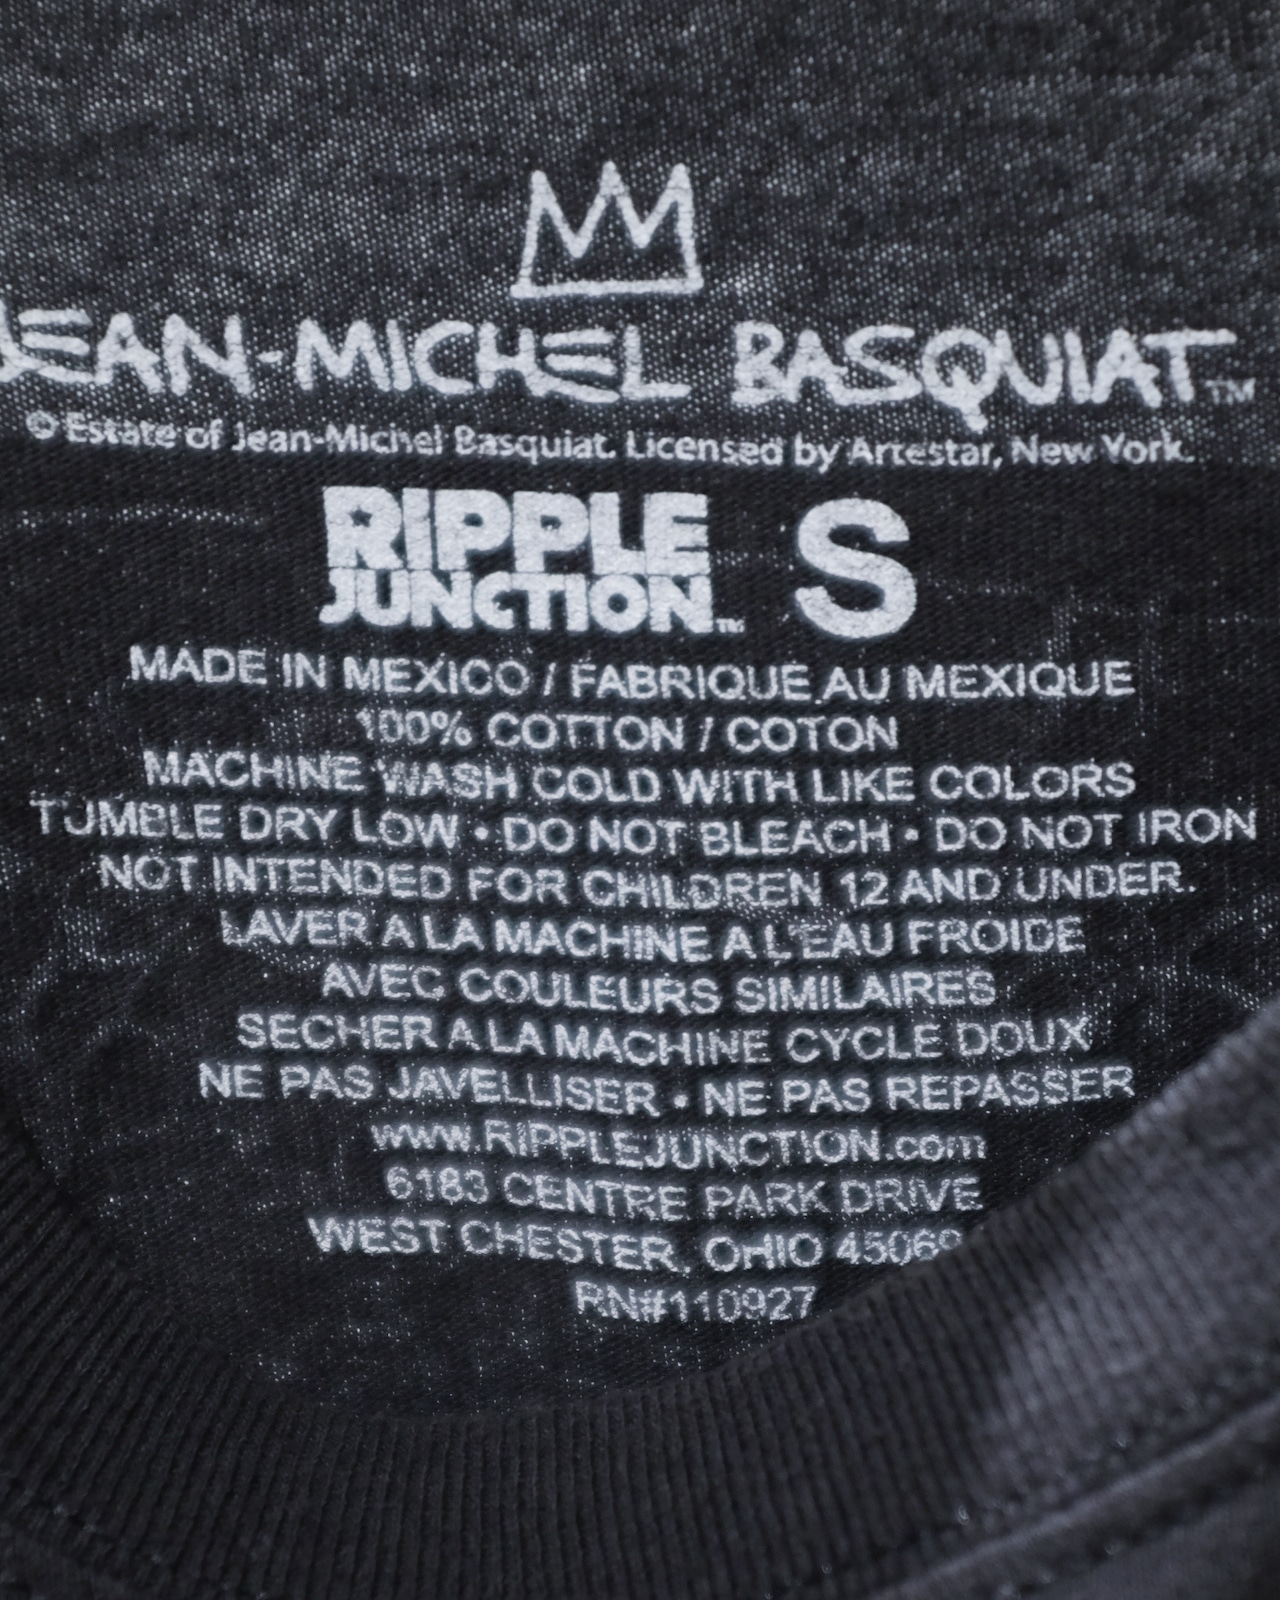 JEAN-MICHEL BASQUIAT™
© Estate of Jean-Michel Basquiat. Licensed by Artestar, New York.
RIPPLE
JUNCTION™ S
MADE IN MEXICO / FABRIQUE AU MEXIQUE
100% COTTON / COTON
MACHINE WASH COLD WITH LIKE COLORS
TUMBLE DRY LOW • DO NOT BLEACH • DO NOT IRON
NOT INTENDED FOR CHILDREN 12 AND UNDER.
LAVER A LA MACHINE A L'EAU FROIDE
AVEC COULEURS SIMILAIRES
SECHER A LA MACHINE CYCLE DOUX
NE PAS JAVELLISER • NE PAS REPASSER
www.RIPPLEJUNCTION.com
6183 CENTRE PARK DRIVE
WEST CHESTER, OHIO 45069
RN#110927